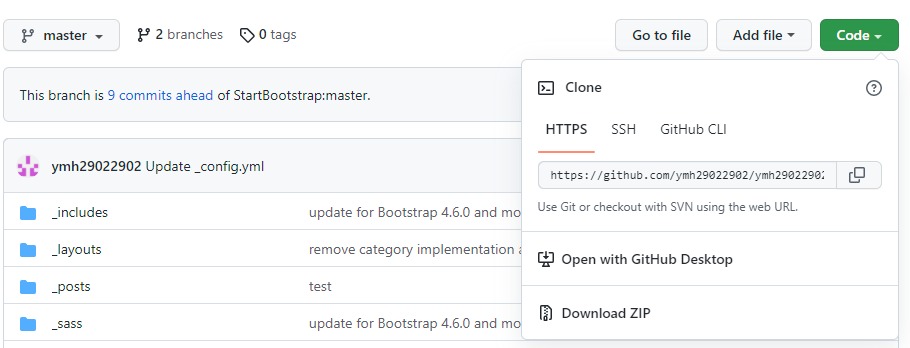 master 2 branches 0 tags Go to file Add file Code
This branch is 9 commits ahead of StartBootstrap:master.
Clone
HTTPS SSH GitHub CLI
ymh29022902 Update _config.yml
https://github.com/ymh29022902/ymh29022902
Use Git or checkout with SVN using the web URL.
_includes update for Bootstrap 4.6.0 and mo
_layouts remove category implementation a
Open with GitHub Desktop
_posts test
Download ZIP
_sass update for Bootstrap 4.6.0 and mo